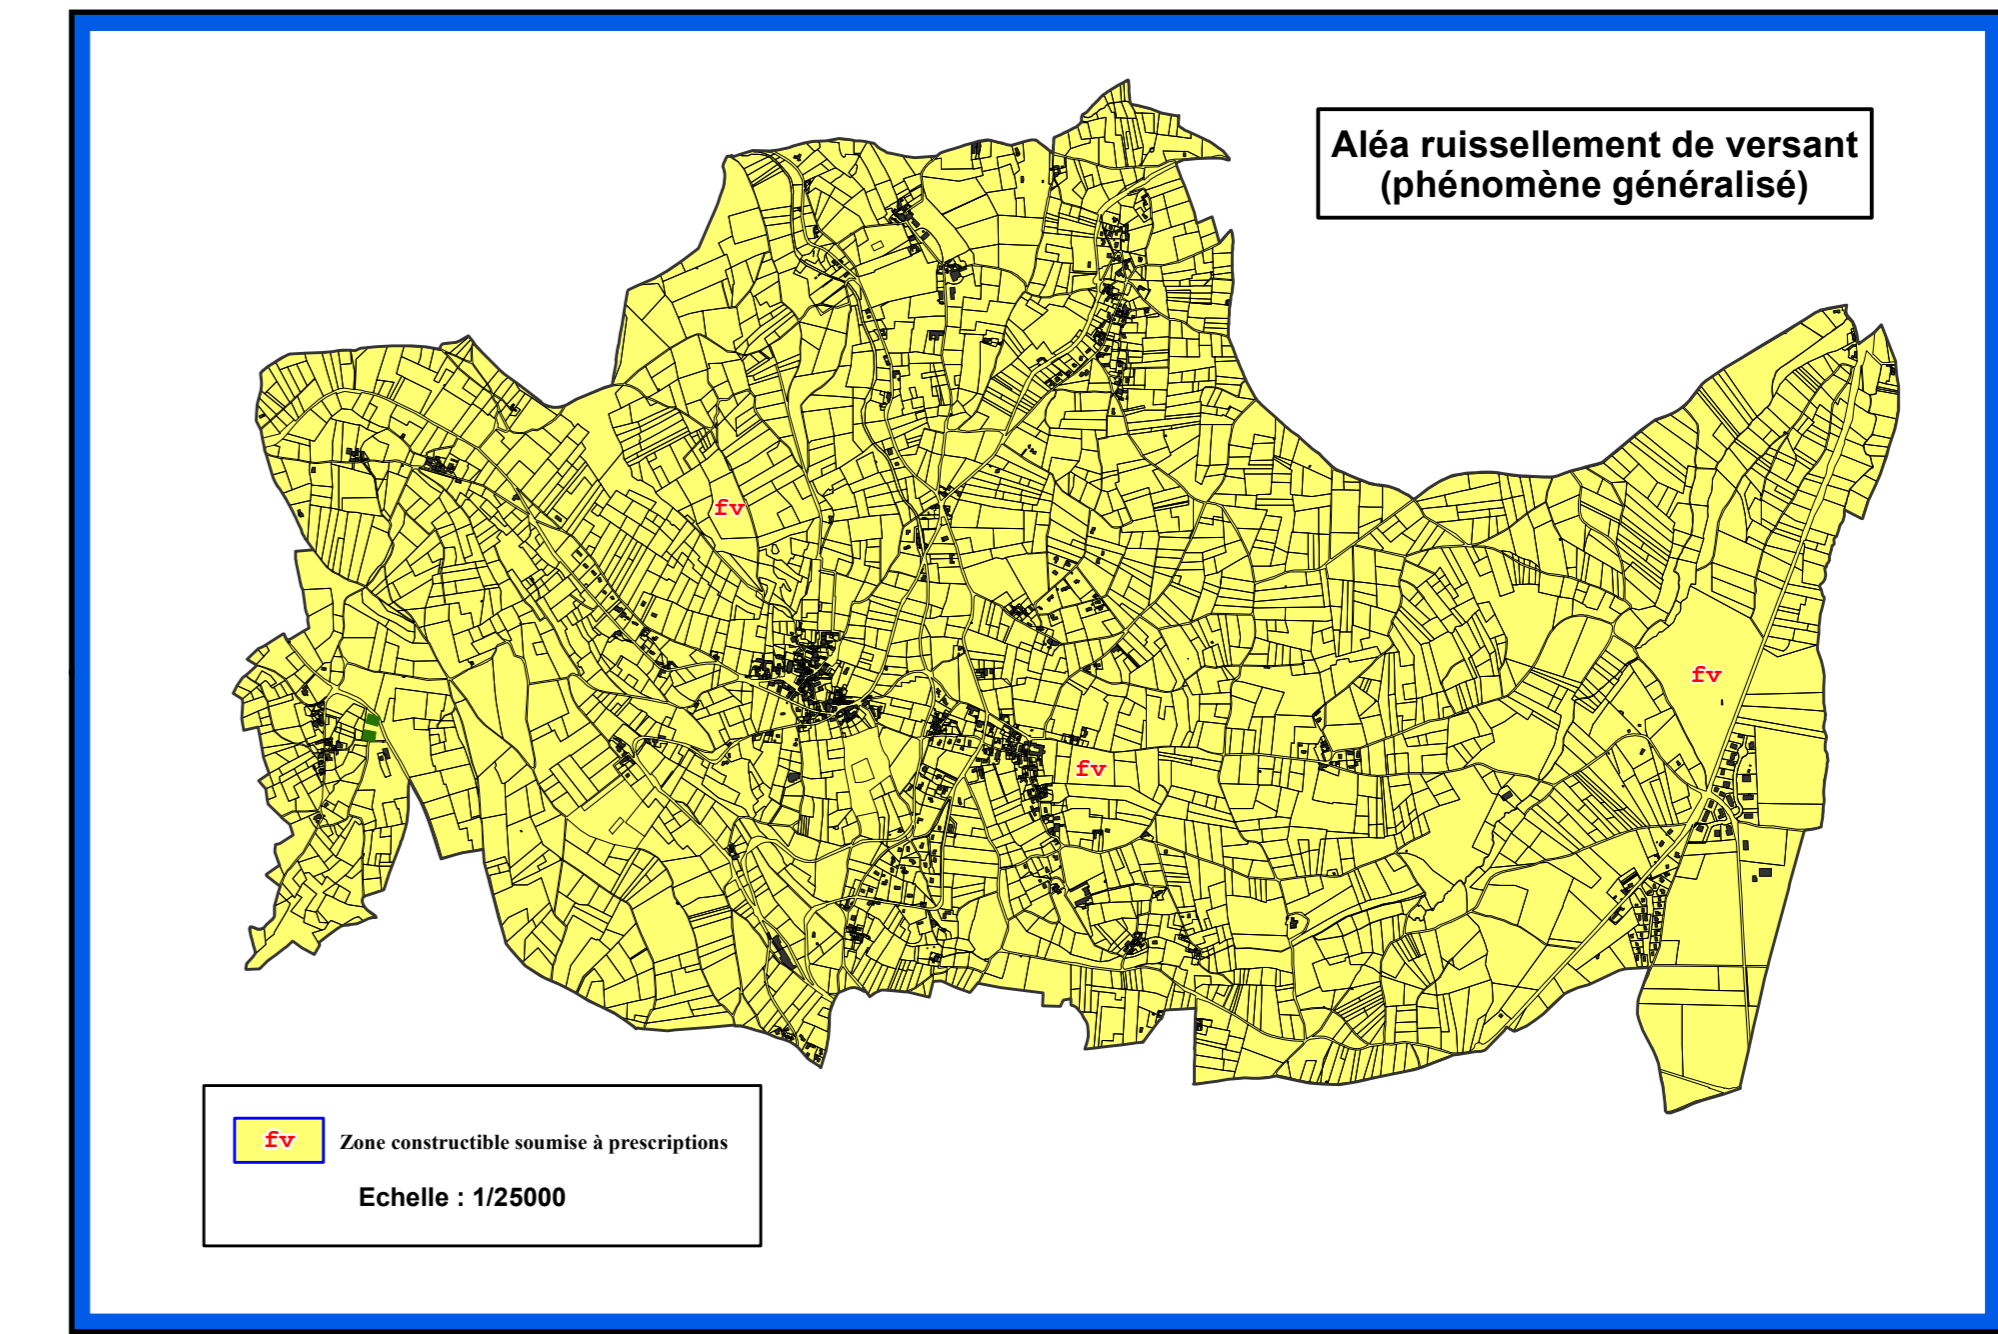 Aléa ruissellement de versant
(phénomène généralisé)
fv
fv
fv
fv Zone constructible soumise à prescriptions
Echelle : 1/25000